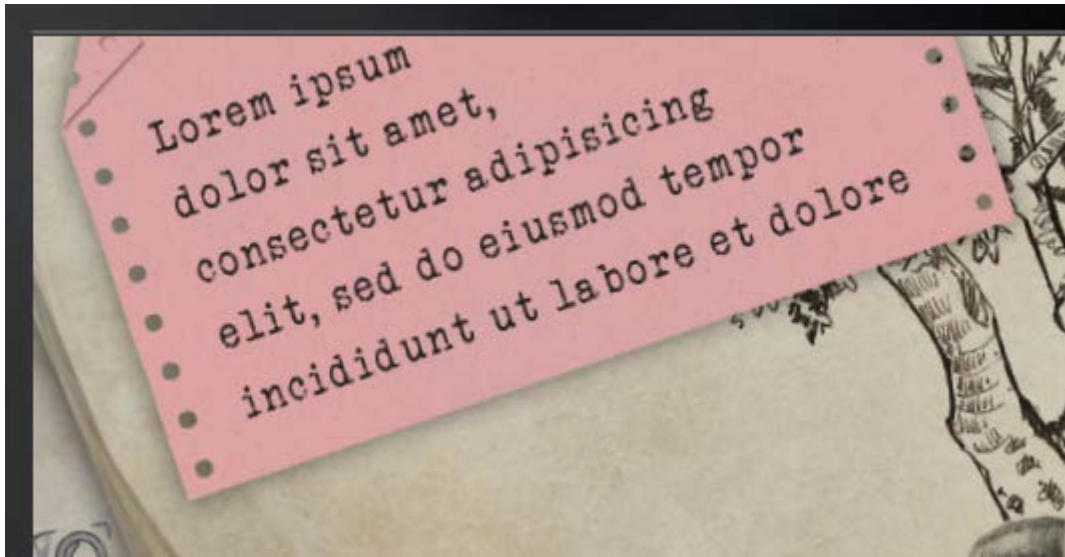 Lorem ipsum
dolor sit amet,
consectetur adipisicing
elit, sed do eiusmod tempor
incididunt ut labore et dolore